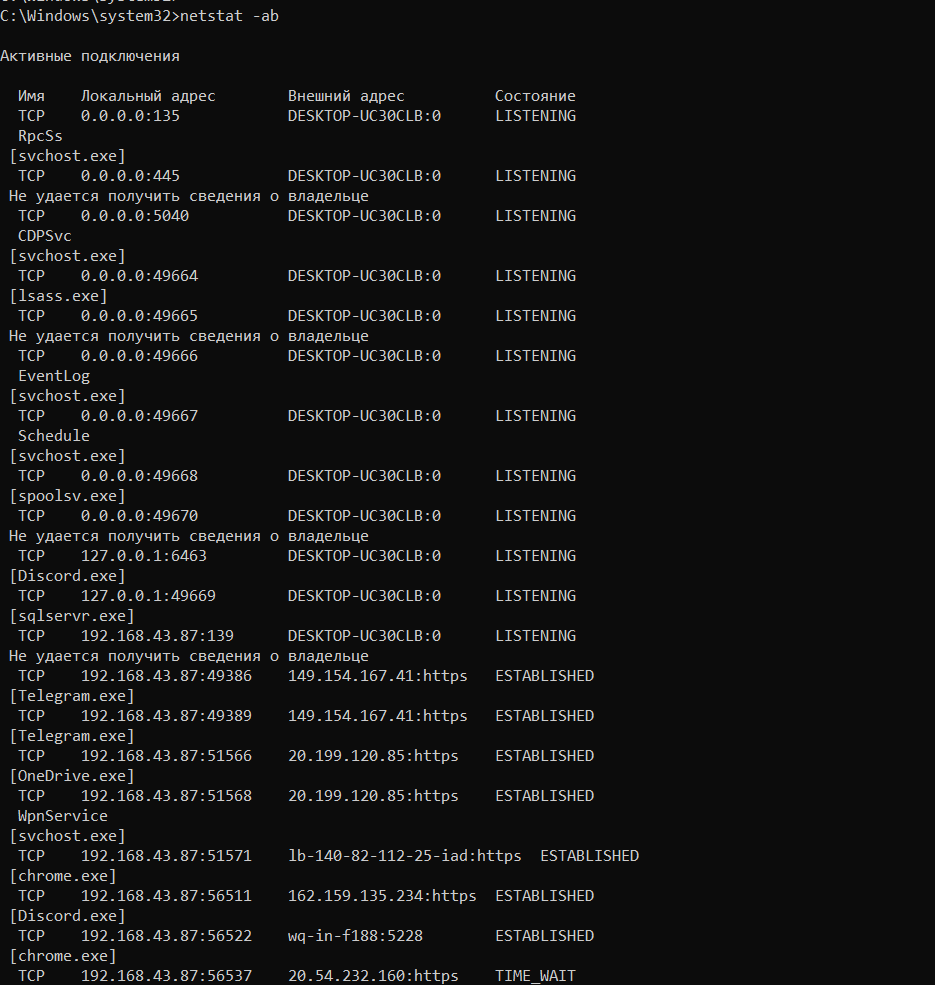 C:\Windows\system32>netstat -ab
Активные подключения
Имя Локальный адрес Внешний адрес Состояние
TCP 0.0.0.0:135 DESKTOP-UC30CLB:0 LISTENING
RpcSs
[svchost.exe]
TCP 0.0.0.0:445 DESKTOP-UC30CLB:0 LISTENING
Не удается получить сведения о владельце
TCP 0.0.0.0:5040 DESKTOP-UC30CLB:0 LISTENING
CDPSvc
[svchost.exe]
TCP 0.0.0.0:49664 DESKTOP-UC30CLB:0 LISTENING
[lsass.exe]
TCP 0.0.0.0:49665 DESKTOP-UC30CLB:0 LISTENING
Не удается получить сведения о владельце
TCP 0.0.0.0:49666 DESKTOP-UC30CLB:0 LISTENING
EventLog
[svchost.exe]
TCP 0.0.0.0:49667 DESKTOP-UC30CLB:0 LISTENING
Schedule
[svchost.exe]
TCP 0.0.0.0:49668 DESKTOP-UC30CLB:0 LISTENING
[spoolsv.exe]
TCP 0.0.0.0:49670 DESKTOP-UC30CLB:0 LISTENING
Не удается получить сведения о владельце
TCP 127.0.0.1:6463 DESKTOP-UC30CLB:0 LISTENING
[Discord.exe]
TCP 127.0.0.1:49669 DESKTOP-UC30CLB:0 LISTENING
[sqlservr.exe]
TCP 192.168.43.87:139 DESKTOP-UC30CLB:0 LISTENING
Не удается получить сведения о владельце
TCP 192.168.43.87:49386 149.154.167.41:https ESTABLISHED
[Telegram.exe]
TCP 192.168.43.87:49389 149.154.167.41:https ESTABLISHED
[Telegram.exe]
TCP 192.168.43.87:51566 20.199.120.85:https ESTABLISHED
[OneDrive.exe]
TCP 192.168.43.87:51568 20.199.120.85:https ESTABLISHED
WpnService
[svchost.exe]
TCP 192.168.43.87:51571 lb-140-82-112-25-iad:https ESTABLISHED
[chrome.exe]
TCP 192.168.43.87:56511 162.159.135.234:https ESTABLISHED
[Discord.exe]
TCP 192.168.43.87:56522 wq-in-f188:5228 ESTABLISHED
[chrome.exe]
TCP 192.168.43.87:56537 20.54.232.160:https TIME_WAIT